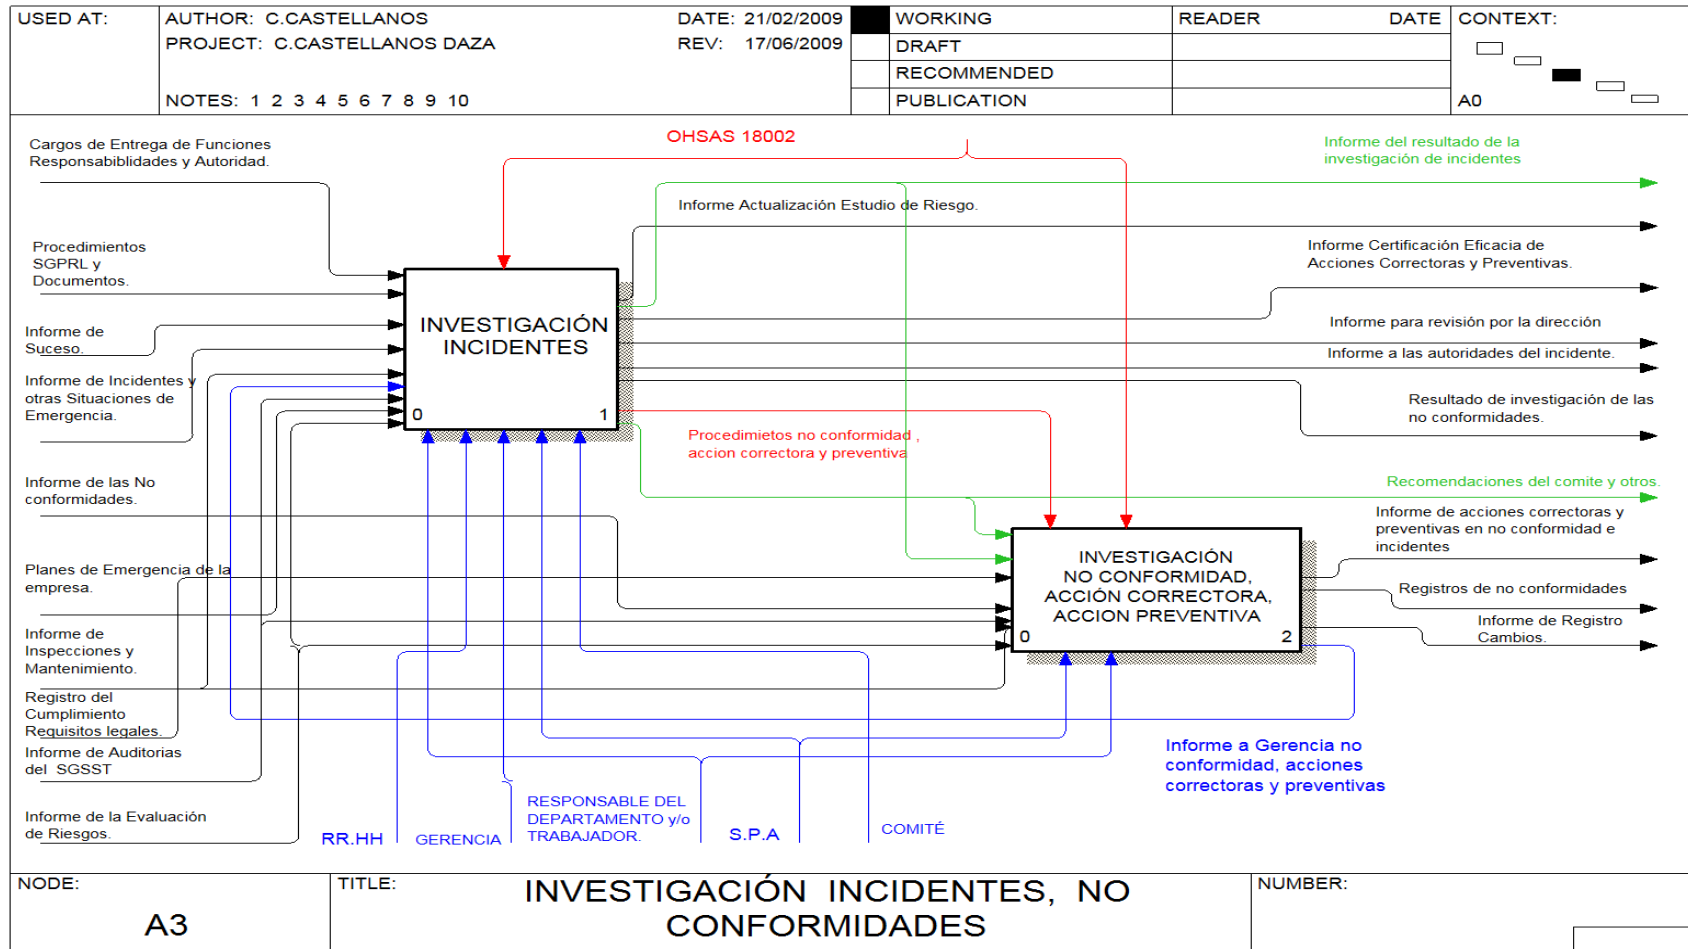 USED AT:
AUTHOR: C.CASTELLANOS
DATE: 21/02/2009
PROJECT: C.CASTELLANOS DAZA
REV: 17/06/2009
NOTES: 1 2 3 4 5 6 7 8 9 10
WORKING
DRAFT
RECOMMENDED
PUBLICATION
READER
DATE
CONTEXT:
A0
Cargos de Entrega de Funciones
Responsabiblidades y Autoridad.
OHSAS 18002
Informe del resultado de la
investigación de incidentes
Informe Actualización Estudio de Riesgo.
Procedimientos
SGPRL y
Documentos.
Informe Certificación Eficacia de
Acciones Correctoras y Preventivas.
INVESTIGACIÓN
INCIDENTES
0
1
Informe de
Suceso.
Informe para revisión por la dirección
Informe a las autoridades del incidente.
Informe de Incidentes y
otras Situaciones de
Emergencia.
Resultado de investigación de las
no conformidades.
Procedimietos no conformidad ,
accion correctora y preventiva
Informe de las No
conformidades.
Recomendaciones del comite y otros.
Informe de acciones correctoras y
preventivas en no conformidad e
incidentes
INVESTIGACIÓN
NO CONFORMIDAD,
ACCIÓN CORRECTORA,
ACCION PREVENTIVA
0
2
Planes de Emergencia de la
empresa.
Registros de no conformidades
Informe de Registro
Cambios.
Informe de
Inspecciones y
Mantenimiento.
Registro del
Cumplimiento
Requisitos legales.
Informe de Auditorias
del SGSST
Informe a Gerencia no
conformidad, acciones
correctoras y preventivas
Informe de la Evaluación
de Riesgos.
RR.HH
GERENCIA
RESPONSABLE DEL
DEPARTAMENTO y/o
TRABAJADOR.
S.P.A
COMITÉ
NODE:
A3
TITLE:
INVESTIGACIÓN INCIDENTES, NO
CONFORMIDADES
NUMBER: